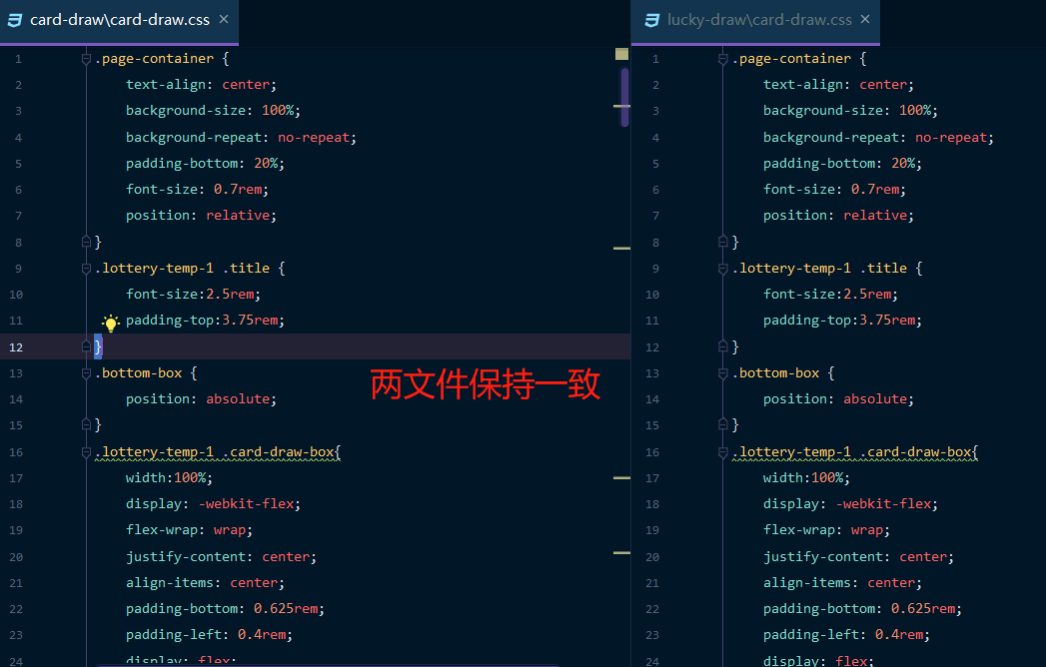 card-draw\card-draw.css ×
1 .page-container {
2 text-align: center;
3 background-size: 100%;
4 background-repeat: no-repeat;
5 padding-bottom: 20%;
6 font-size: 0.7rem;
7 position: relative;
8 }
9 .lottery-temp-1 .title {
10 font-size:2.5rem;
11 padding-top:3.75rem;
12 }
13 .bottom-box {
14 position: absolute;
15 }
16 .lottery-temp-1 .card-draw-box{
17 width:100%;
18 display: -webkit-flex;
19 flex-wrap: wrap;
20 justify-content: center;
21 align-items: center;
22 padding-bottom: 0.625rem;
23 padding-left: 0.4rem;
24 display: flex;
两文件保持一致
lucky-draw\card-draw.css ×
1 .page-container {
2 text-align: center;
3 background-size: 100%;
4 background-repeat: no-repeat;
5 padding-bottom: 20%;
6 font-size: 0.7rem;
7 position: relative;
8 }
9 .lottery-temp-1 .title {
10 font-size:2.5rem;
11 padding-top:3.75rem;
12 }
13 .bottom-box {
14 position: absolute;
15 }
16 .lottery-temp-1 .card-draw-box{
17 width:100%;
18 display: -webkit-flex;
19 flex-wrap: wrap;
20 justify-content: center;
21 align-items: center;
22 padding-bottom: 0.625rem;
23 padding-left: 0.4rem;
24 display: flex;